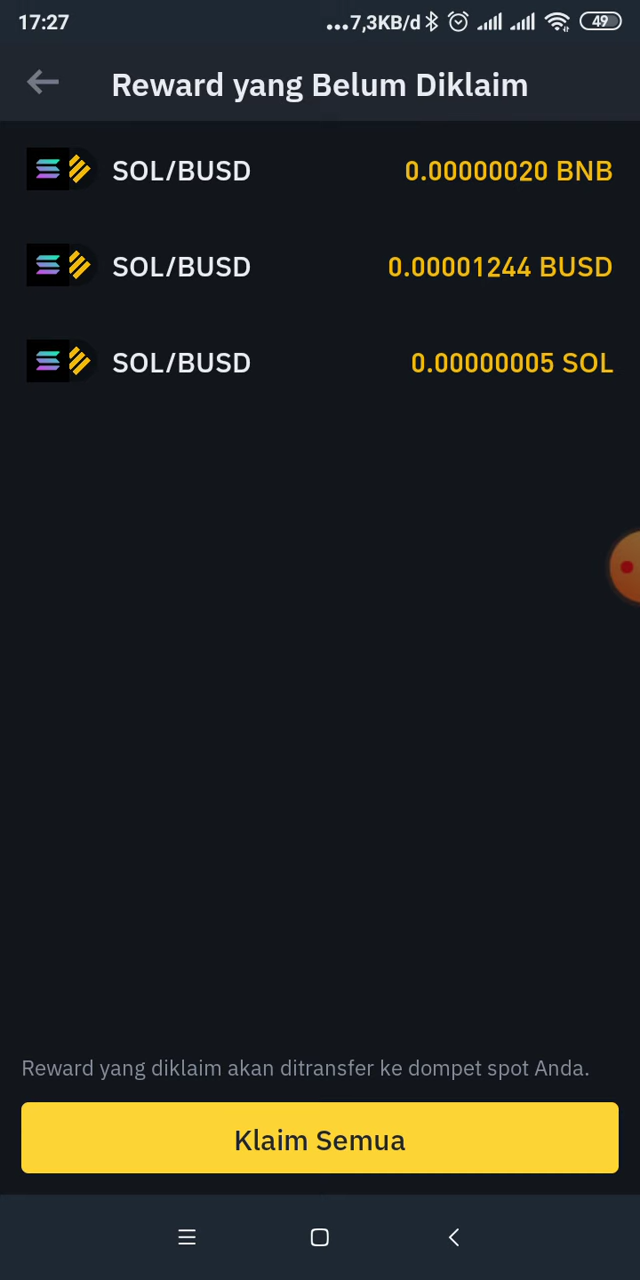 17:27
...7,3KB/d
49
Reward yang Belum Diklaim
SOL/BUSD 0.00000020 BNB
SOL/BUSD 0.00001244 BUSD
SOL/BUSD 0.00000005 SOL
Reward yang diklaim akan ditransfer ke dompet spot Anda.
Klaim Semua